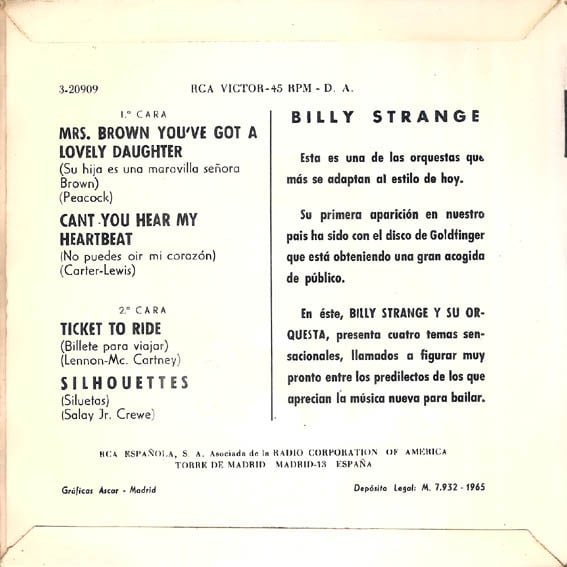 3-20909
RCA VICTOR-45 RPM - D. A.
1.ª CARA
MRS. BROWN YOU'VE GOT A
LOVELY DAUGHTER
(Su hija es una maravilla señora
Brown)
(Peacock)
CANT YOU HEAR MY
HEARTBEAT
(No puedes oir mi corazón)
(Carter-Lewis)
2.ª CARA
TICKET TO RIDE
(Billete para viajar)
(Lennon-Mc. Cartney)
SILHOUETTES
(Siluetas)
(Salay Jr. Crewe)
BILLY STRANGE
Esta es una de las orquestas que
más se adaptan al estilo de hoy.
Su primera aparición en nuestro
pais ha sido con el disco de Goldfinger
que está obteniendo una gran acogida
de público.
En éste, BILLY STRANGE Y SU OR-
QUESTA, presenta cuatro temas sen-
sacionales, llamados a figurar muy
pronto entre los predilectos de los que
aprecian la música nueva para bailar.
RCA ESPAÑOLA, S. A. Asociada de la RADIO CORPORATION OF AMERICA
TORRE DE MADRID MADRID-13 ESPAÑA
Gráficas Ascar - Madrid
Depósito Legal: M. 7.932 - 1965